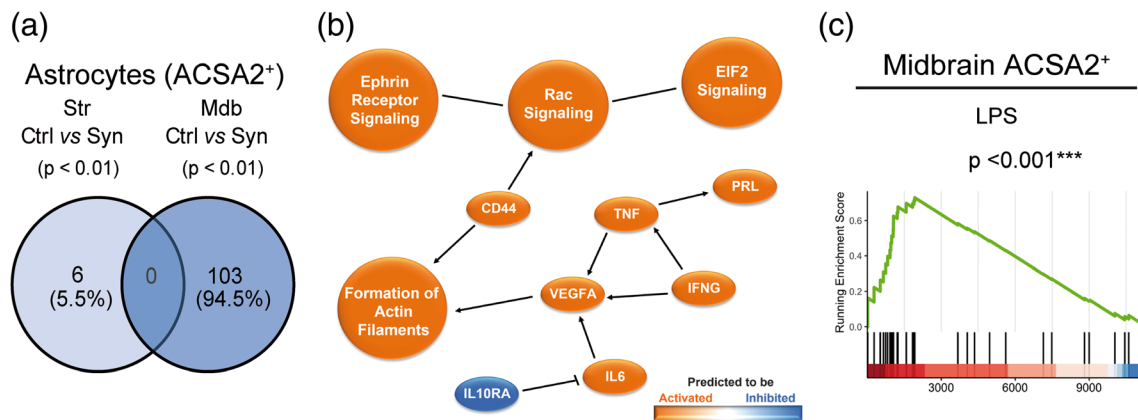 (a)
Astrocytes (ACSA2+)
Str
Ctrl vs Syn
(p < 0.01)
Mdb
Ctrl vs Syn
(p < 0.01)
6
(5.5%)
0
103
(94.5%)
(b)
Ephrin
Receptor
Signaling
Rac
Signaling
EIF2
Signaling
CD44
TNF
PRL
Formation of
Actin
Filaments
VEGFA
IFNG
IL10RA
IL6
Predicted to be
Activated
Inhibited
(c)
Midbrain ACSA2+
LPS
p <0.001***
Running Enrichment Score
0.6
0.4
0.2
0.0
3000
6000
9000